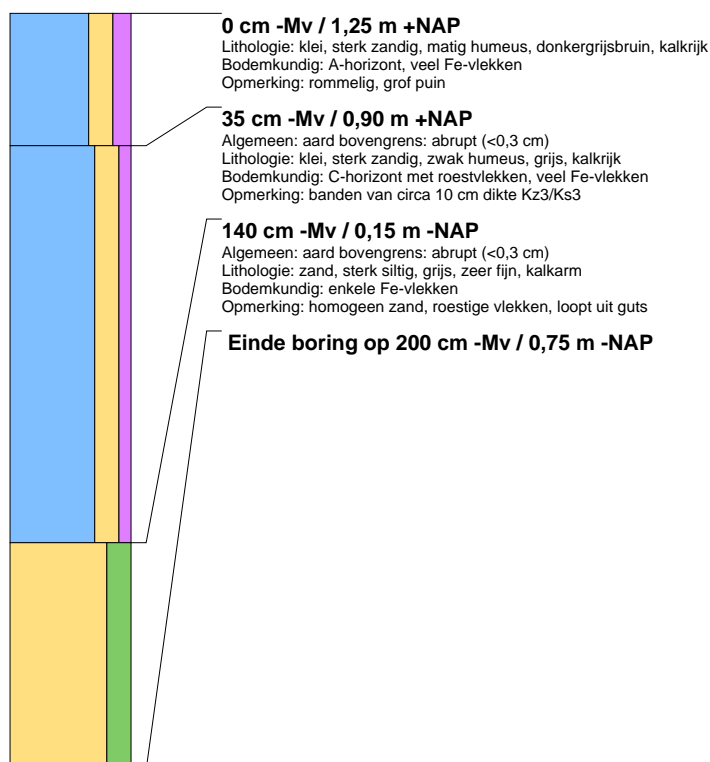 0 cm -Mv / 1,25 m +NAP
Lithologie: klei, sterk zandig, matig humeus, donkergrijsbruin, kalkrijk
Bodemkundig: A-horizont, veel Fe-vlekken
Opmerking: rommelig, grof puin
35 cm -Mv / 0,90 m +NAP
Algemeen: aard bovengrens: abrupt (<0,3 cm)
Lithologie: klei, sterk zandig, zwak humeus, grijs, kalkrijk
Bodemkundig: C-horizont met roestvlekken, veel Fe-vlekken
Opmerking: banden van circa 10 cm dikte Kz3/Ks3
140 cm -Mv / 0,15 m -NAP
Algemeen: aard bovengrens: abrupt (<0,3 cm)
Lithologie: zand, sterk siltig, grijs, zeer fijn, kalkarm
Bodemkundig: enkele Fe-vlekken
Opmerking: homogeen zand, roestige vlekken, loopt uit guts
Einde boring op 200 cm -Mv / 0,75 m -NAP